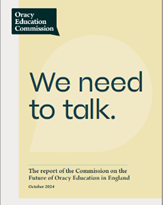 Oracy
Education
Commission
We need
to talk.
The report of the Commission on the
Future of Oracy Education in England
October 2024